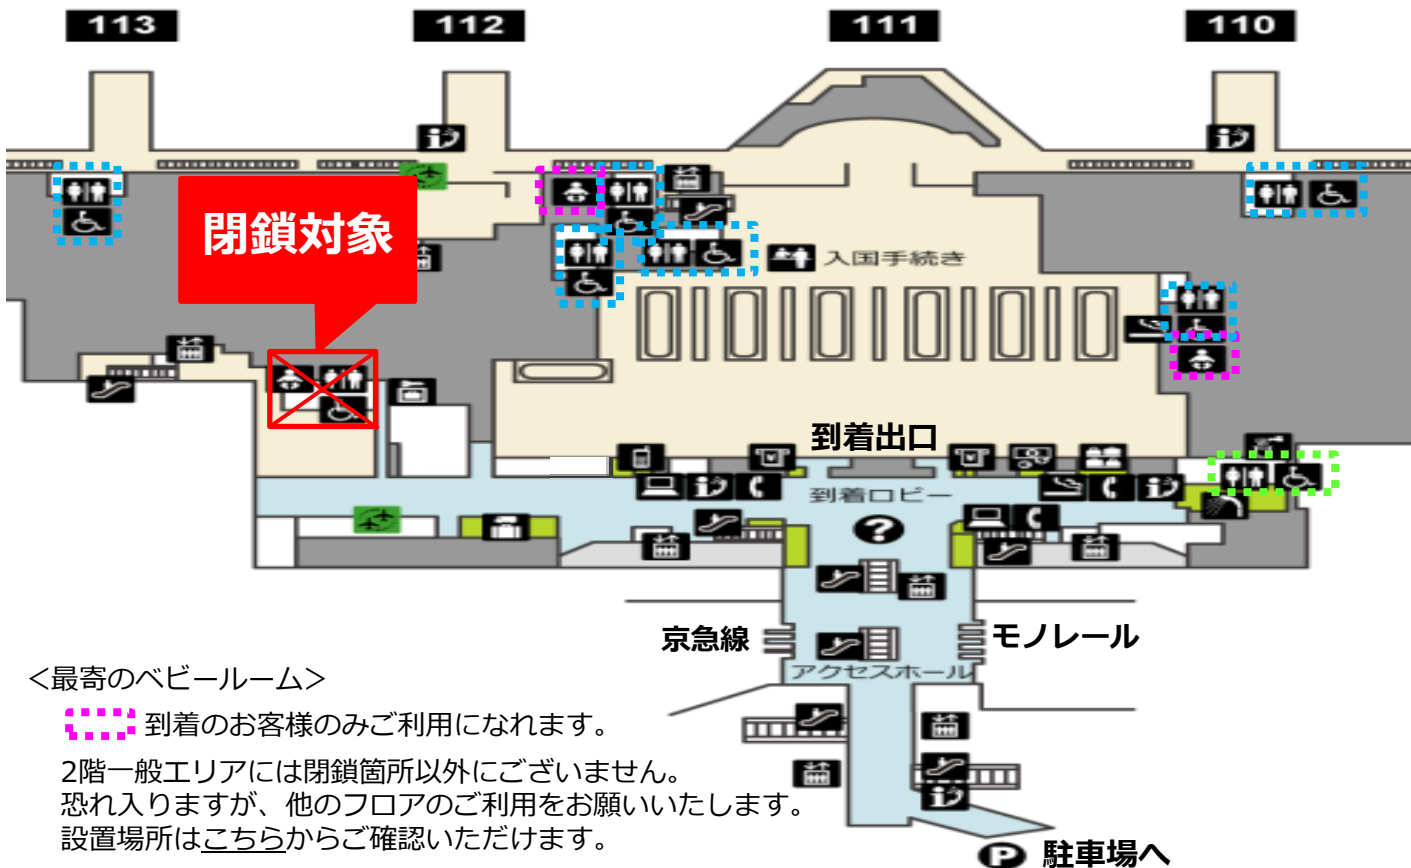 113
112
111
110
閉鎖対象
入国手続き
到着出口
到着ロビー
京急線
モノレール
アクセスホール
＜最寄のベビールーム＞
到着のお客様のみご利用になれます。
2階一般エリアには閉鎖箇所以外にございません。
恐れ入りますが、他のフロアのご利用をお願いいたします。
設置場所はこちらからご確認いただけます。
P 駐車場へ